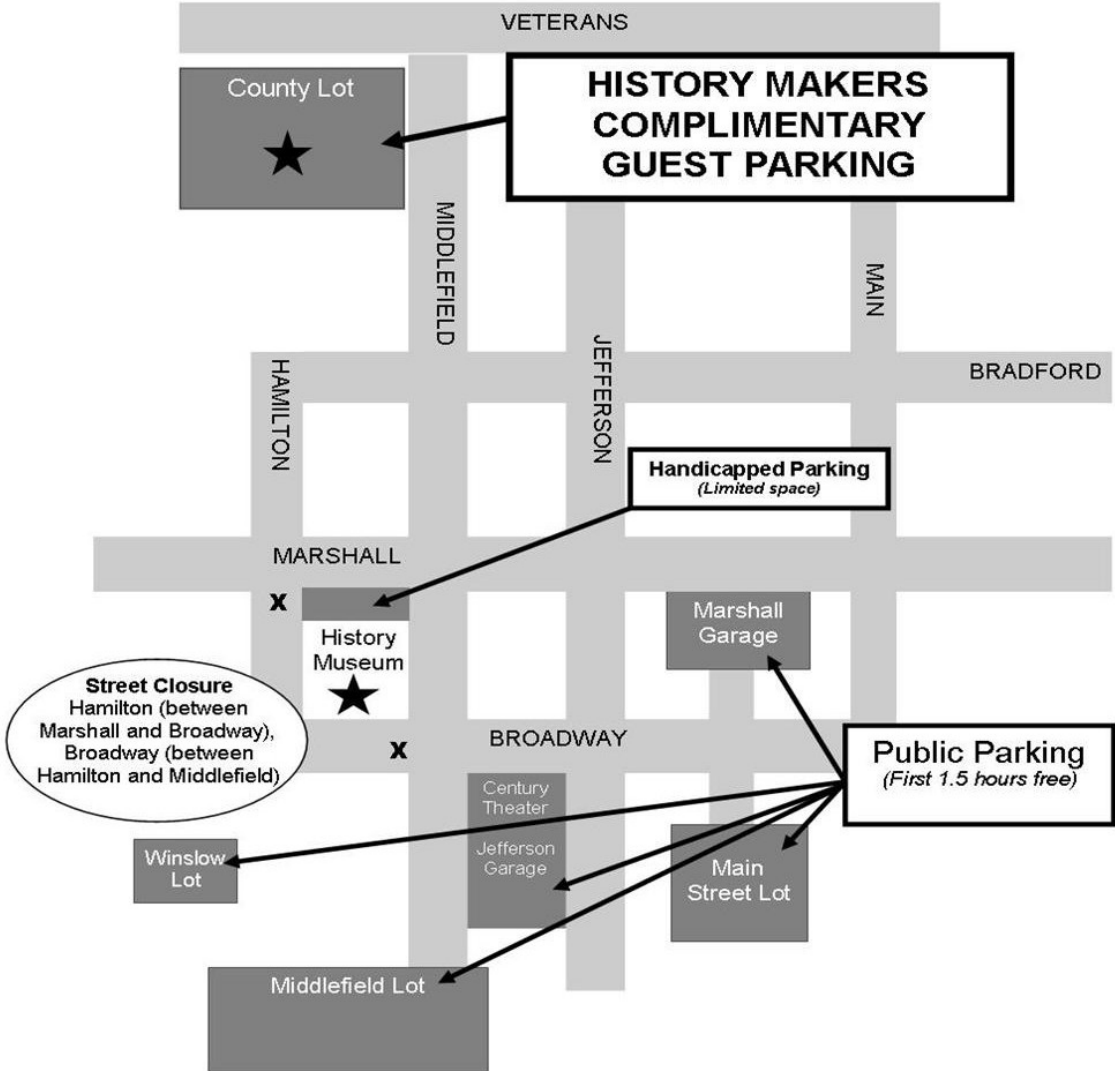 VETERANS
County Lot
HISTORY MAKERS
COMPLIMENTARY
GUEST PARKING
MIDDLEFIELD
MAIN
HAMILTON
JEFFERSON
BRADFORD
Handicapped Parking
(Limited space)
MARSHALL
x
History
Museum
Marshall
Garage
Street Closure
Hamilton (between
Marshall and Broadway),
Broadway (between
Hamilton and Middlefield)
x
BROADWAY
Public Parking
(First 1.5 hours free)
Century
Theater
Jefferson
Garage
Winslow
Lot
Main
Street Lot
Middlefield Lot